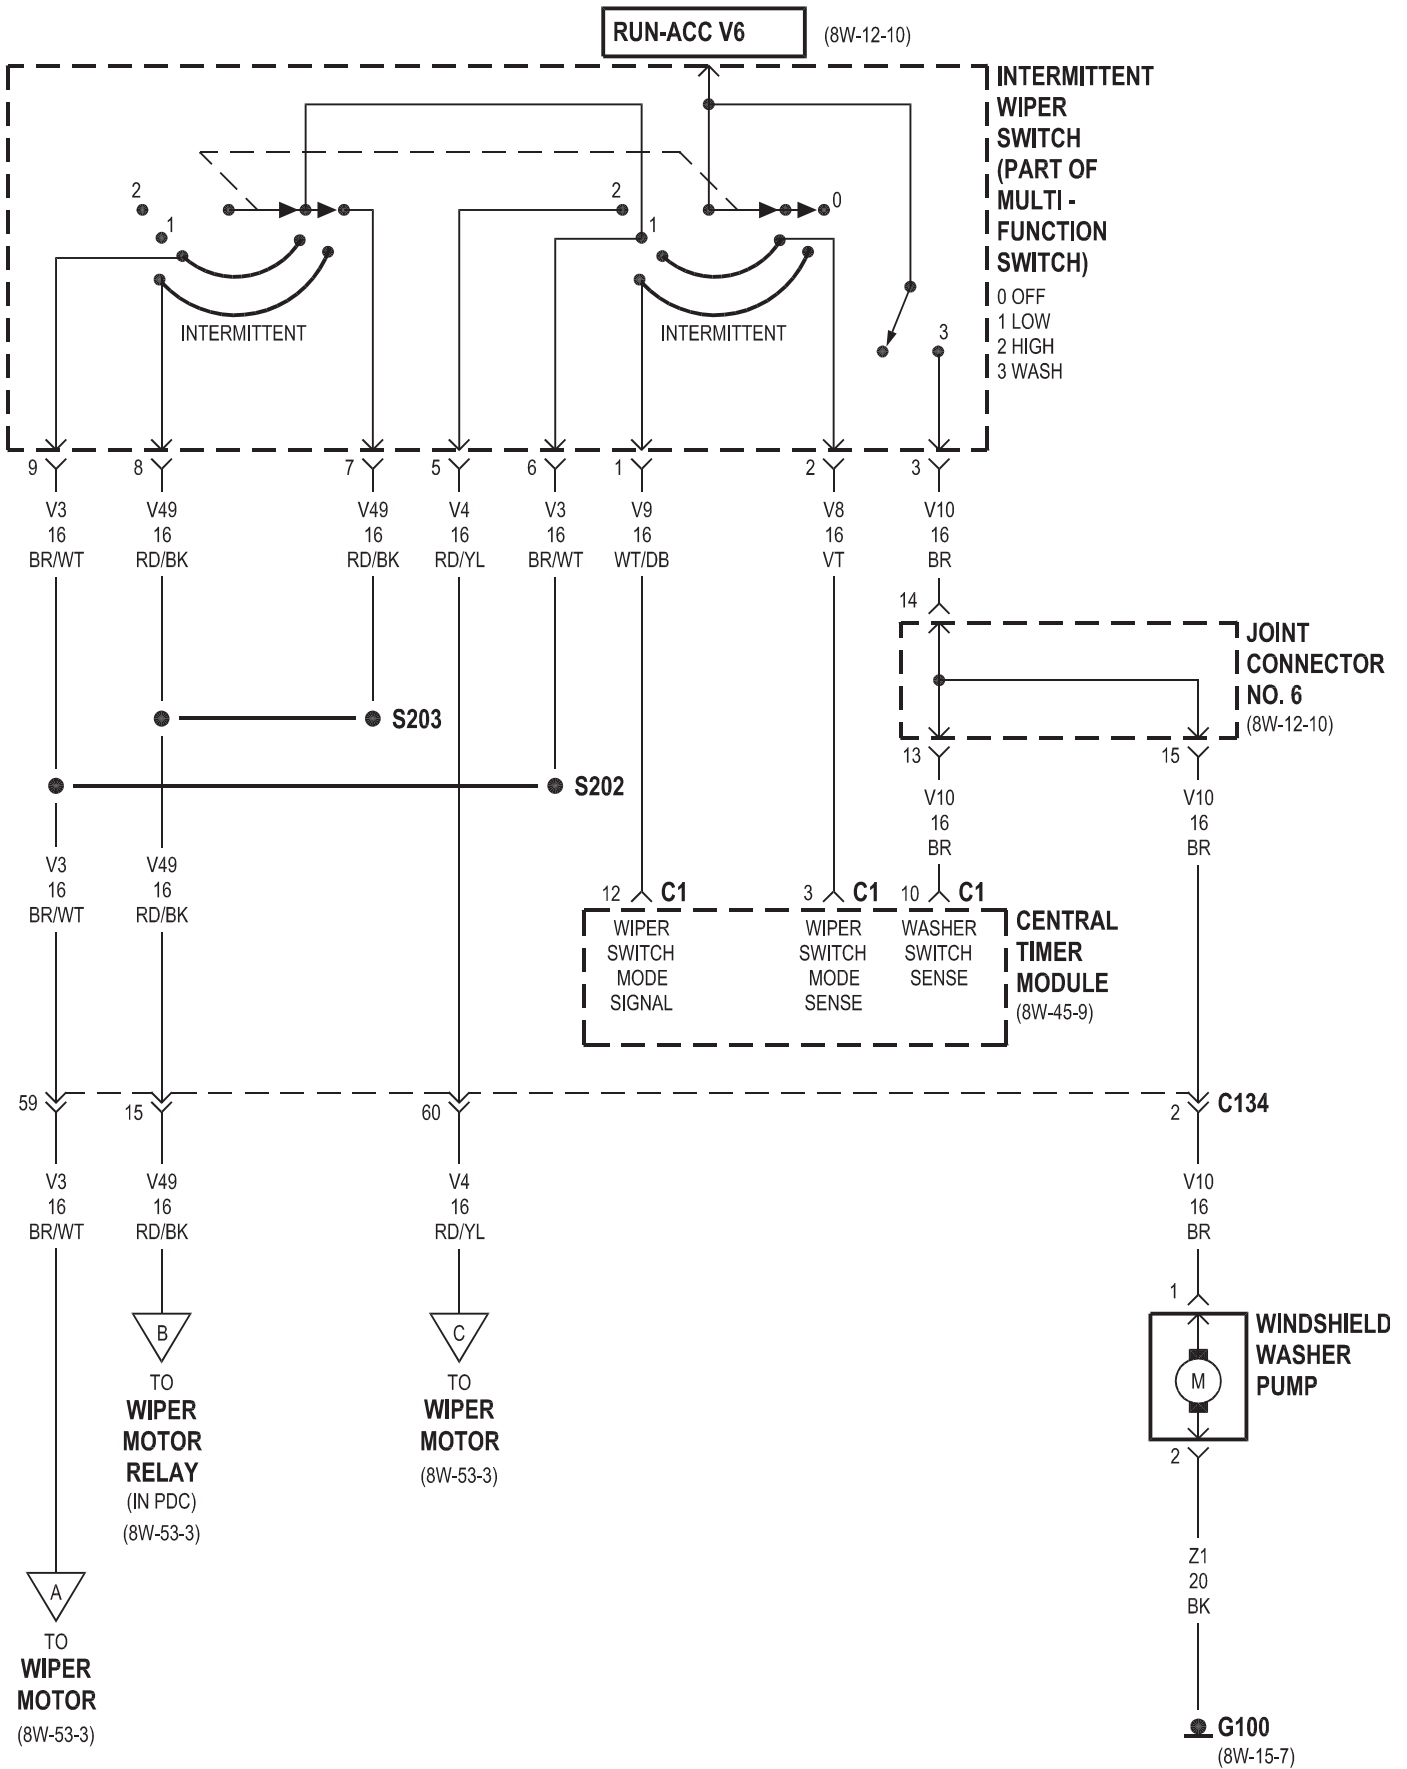 RUN-ACC V6
(8W-12-10)
INTERMITTENT
WIPER
SWITCH
(PART OF
MULTI -
FUNCTION
SWITCH)
0 OFF
1 LOW
2 HIGH
3 WASH
2
1
INTERMITTENT
2
1
0
INTERMITTENT
3
9
8
7
5
6
1
2
3
V3
16
BR/WT
V49
16
RD/BK
V49
16
RD/BK
V4
16
RD/YL
V3
16
BR/WT
V9
16
WT/DB
V8
16
VT
V10
16
BR
14
JOINT
CONNECTOR
NO. 6
(8W-12-10)
S203
S202
13
15
V10
16
BR
V10
16
BR
V3
16
BR/WT
V49
16
RD/BK
12
C1
3
C1
10
C1
WIPER
SWITCH
MODE
SIGNAL
WIPER
SWITCH
MODE
SENSE
WASHER
SWITCH
SENSE
CENTRAL
TIMER
MODULE
(8W-45-9)
59
15
60
2
C134
V3
16
BR/WT
V49
16
RD/BK
V4
16
RD/YL
V10
16
BR
B
TO
WIPER
MOTOR
RELAY
(IN PDC)
(8W-53-3)
C
TO
WIPER
MOTOR
(8W-53-3)
1
M
2
WINDSHIELD
WASHER
PUMP
Z1
20
BK
A
TO
WIPER
MOTOR
(8W-53-3)
G100
(8W-15-7)